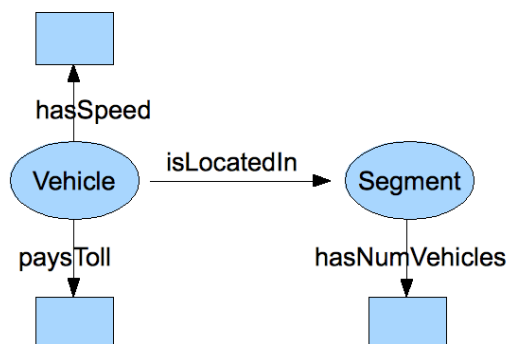 hasSpeed
isLocatedIn
Vehicle
Segment
paysToll
hasNumVehicles